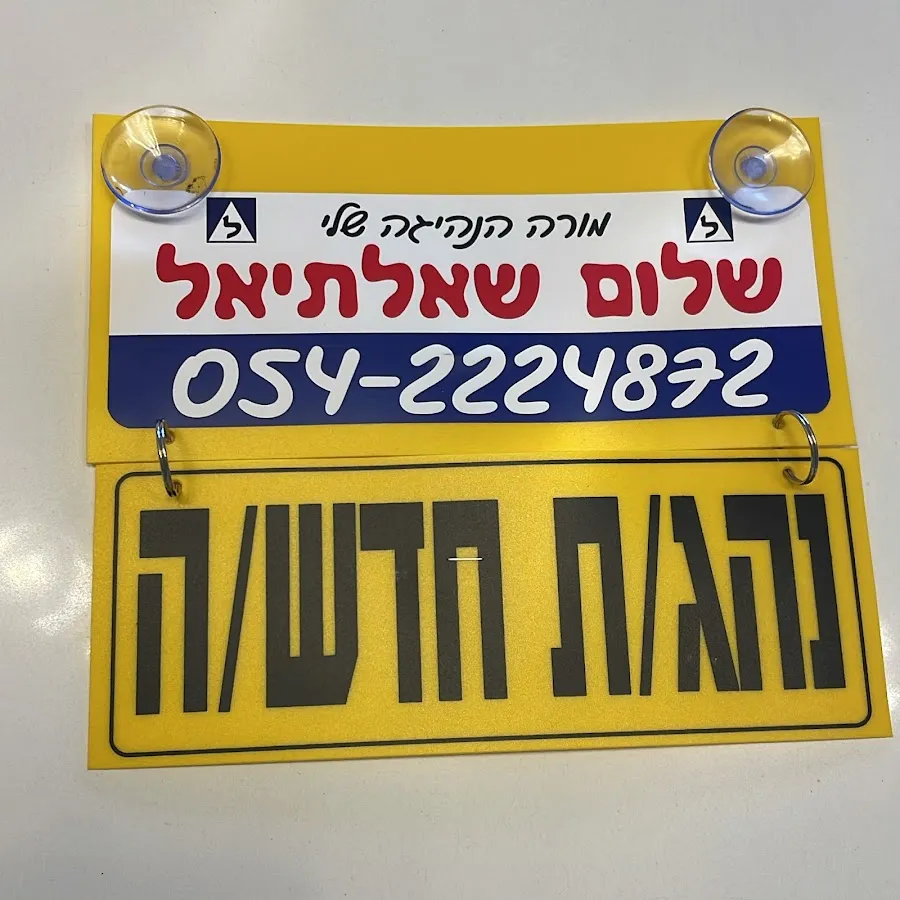 ל ל
מורה הנהיגה שלי
שלום שאלתיאל
054-2224872
נהג/ת חדש/ה